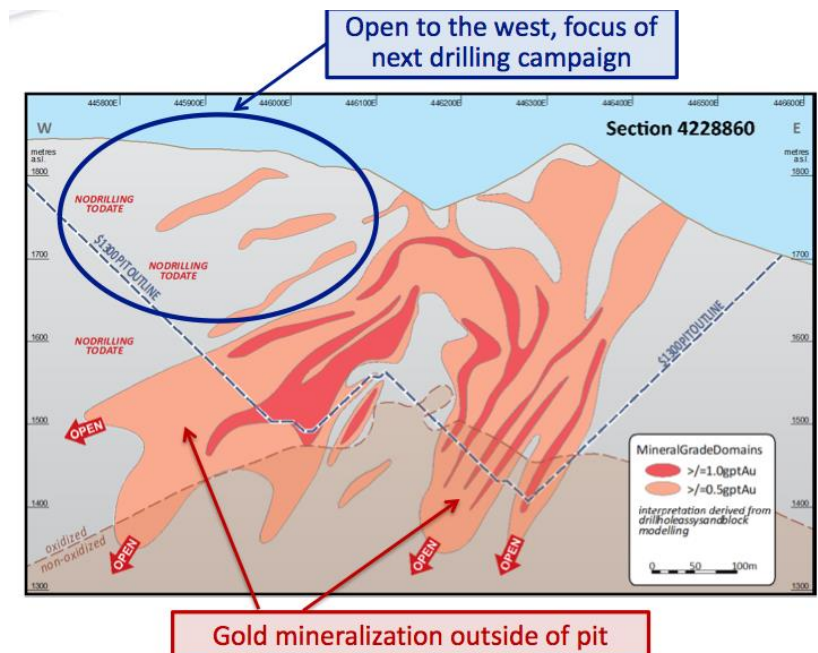 Open to the west, focus of
next drilling campaign
445800E
445900E
446000E
446100E
446200E
446300E
446400E
446500E
446600E
W
Section 4228860
E
metres
a.s.l.
metres
a.s.l.
1800
1800
NODRILLING
TODATE
$1300PITOUTLINE
1700
1700
NODRILLING
TODATE
1600
1600
NODRILLING
TODATE
$1300PITOUTLINE
1500
1500
OPEN
MineralGradeDomains
>/=1.0gptAu
>/=0.5gptAu
interpretation derived from
drillholeassysandblock
modelling
0 50 100m
1400
oxidized
non-oxidized
OPEN
OPEN
OPEN
1300
Gold mineralization outside of pit